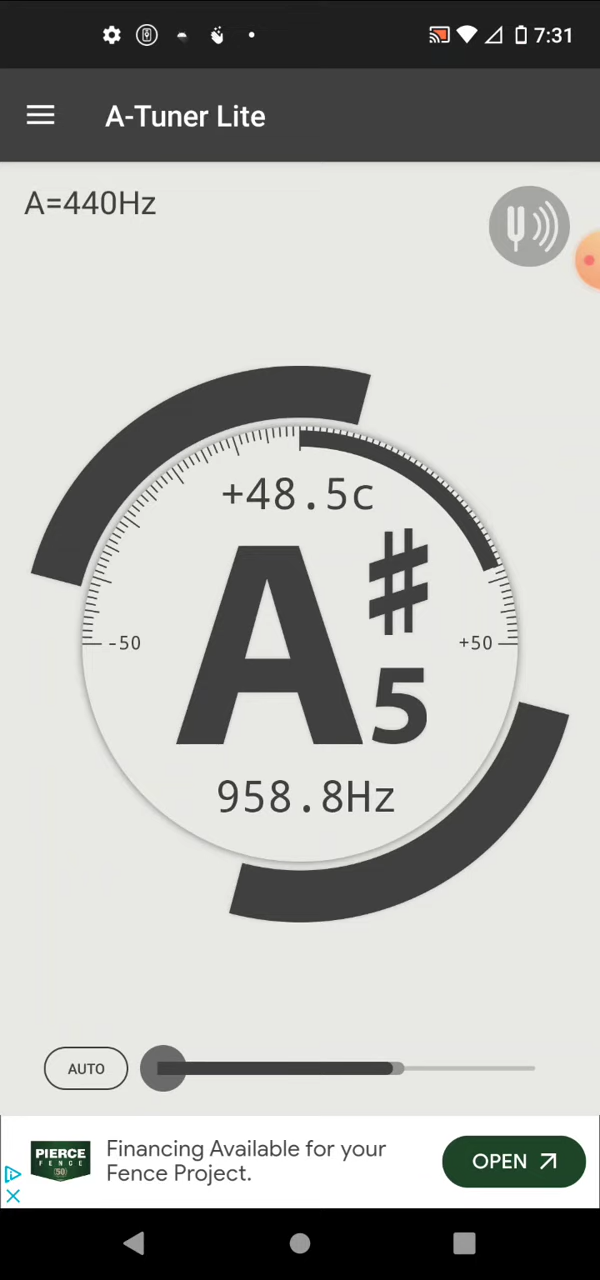 7:31
A-Tuner Lite
A=440Hz
+48.5c
A♯5
-50
+50
958.8Hz
AUTO
PIERCE
FENCE
50
Financing Available for your
Fence Project.
OPEN